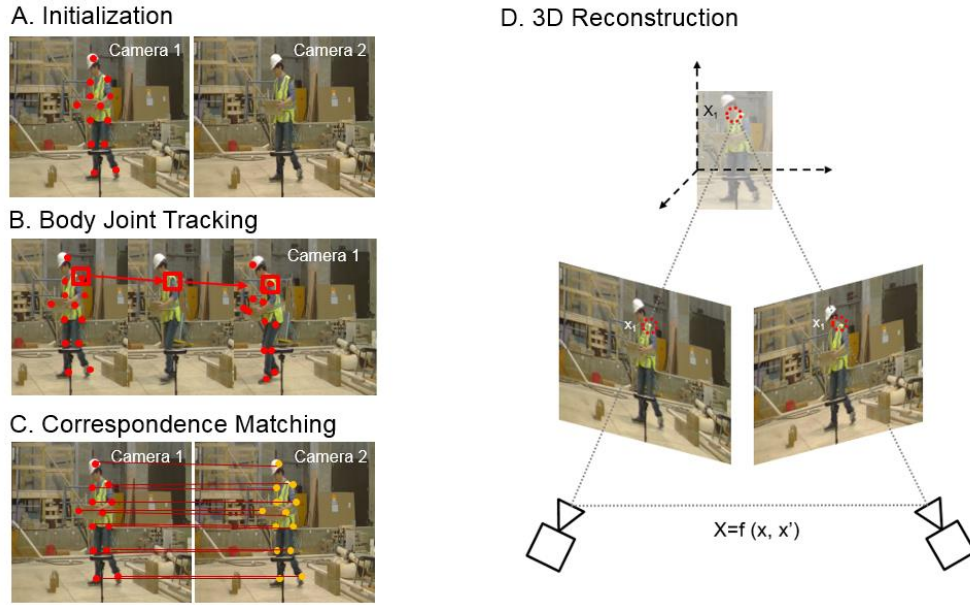 A. Initialization
Camera 1
Camera 2
B. Body Joint Tracking
Camera 1
C. Correspondence Matching
Camera 1
Camera 2
D. 3D Reconstruction
X₁
x₁
x₁
X=f (x, x’)